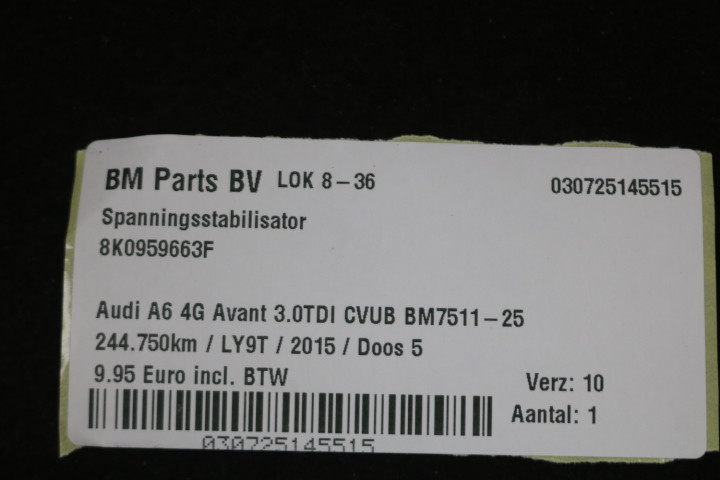 BM Parts BV LOK 8-36 030725145515
Spanningsstabilisator
8K0959663F
Audi A6 4G Avant 3.0TDI CVUB BM7511-25
244.750km / LY9T / 2015 / Doos 5
9.95 Euro incl. BTW
Verz: 10
Aantal: 1
030725145515